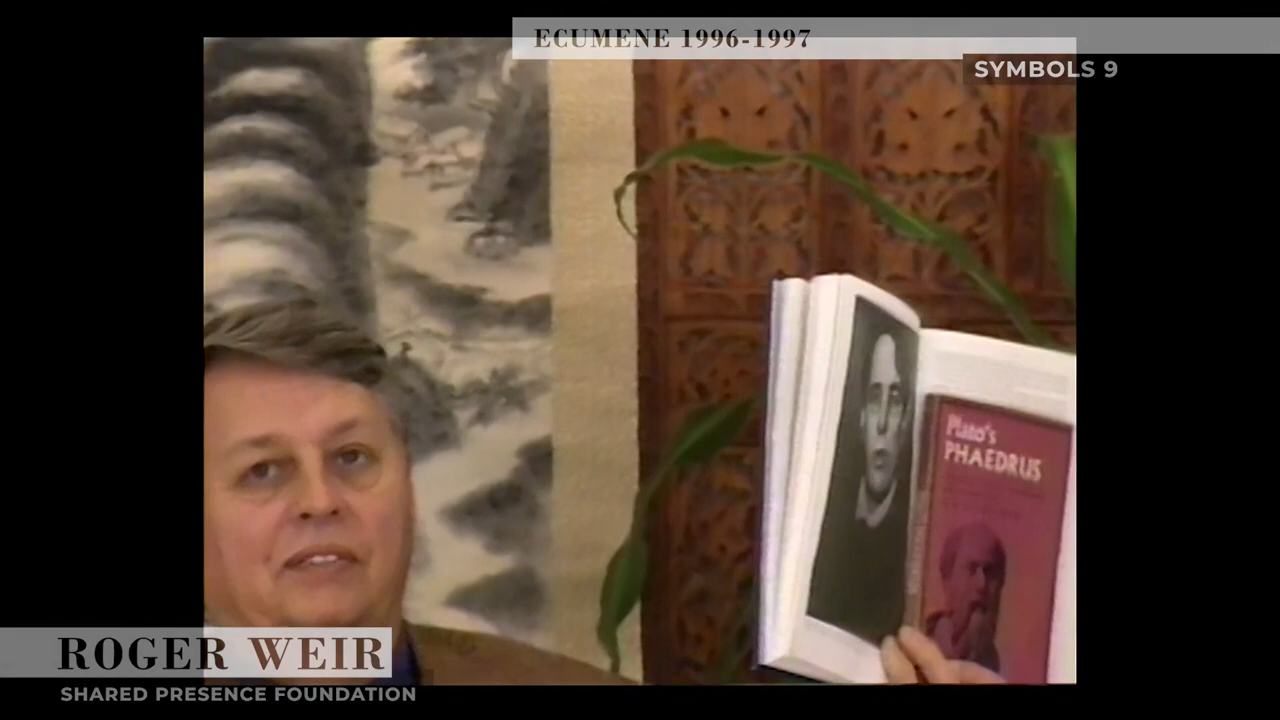 ECUMENE 1996-1997
SYMBOLS 9
Plato's
PHAEDRUS
ROGER WEIR
SHARED PRESENCE FOUNDATION